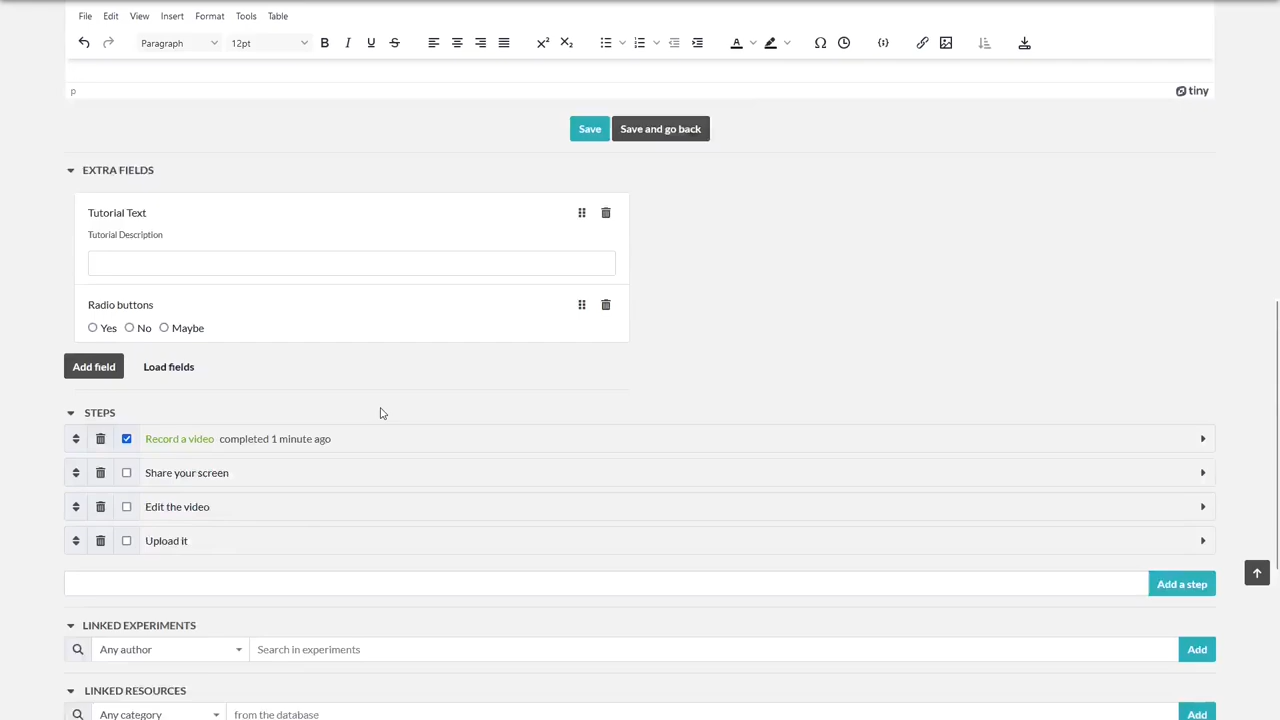 File Edit View Insert Format Tools Table
Paragraph 12pt B I U S X² X₂ A Ω
p tiny
Save Save and go back
EXTRA FIELDS
Tutorial Text
Tutorial Description
Radio buttons
Yes No Maybe
Add field Load fields
STEPS
Record a video completed 1 minute ago
Share your screen
Edit the video
Upload it
Add a step
LINKED EXPERIMENTS
Any author Search in experiments Add
LINKED RESOURCES
Any category from the database Add